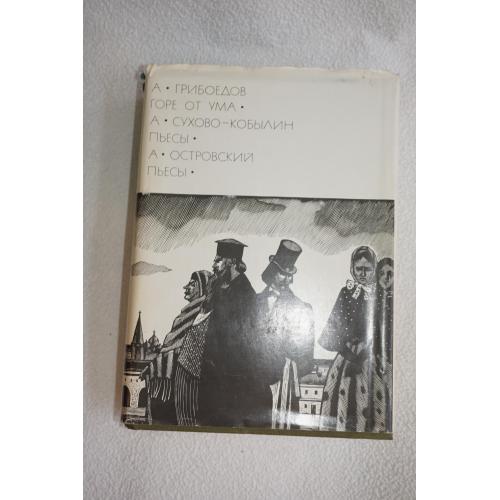 А • ГРИБОЕДОВ
ГОРЕ ОТ УМА •
А • СУХОВО-КОБЫЛИН
ПЬЕСЫ •
А • ОСТРОВСКИЙ
ПЬЕСЫ •